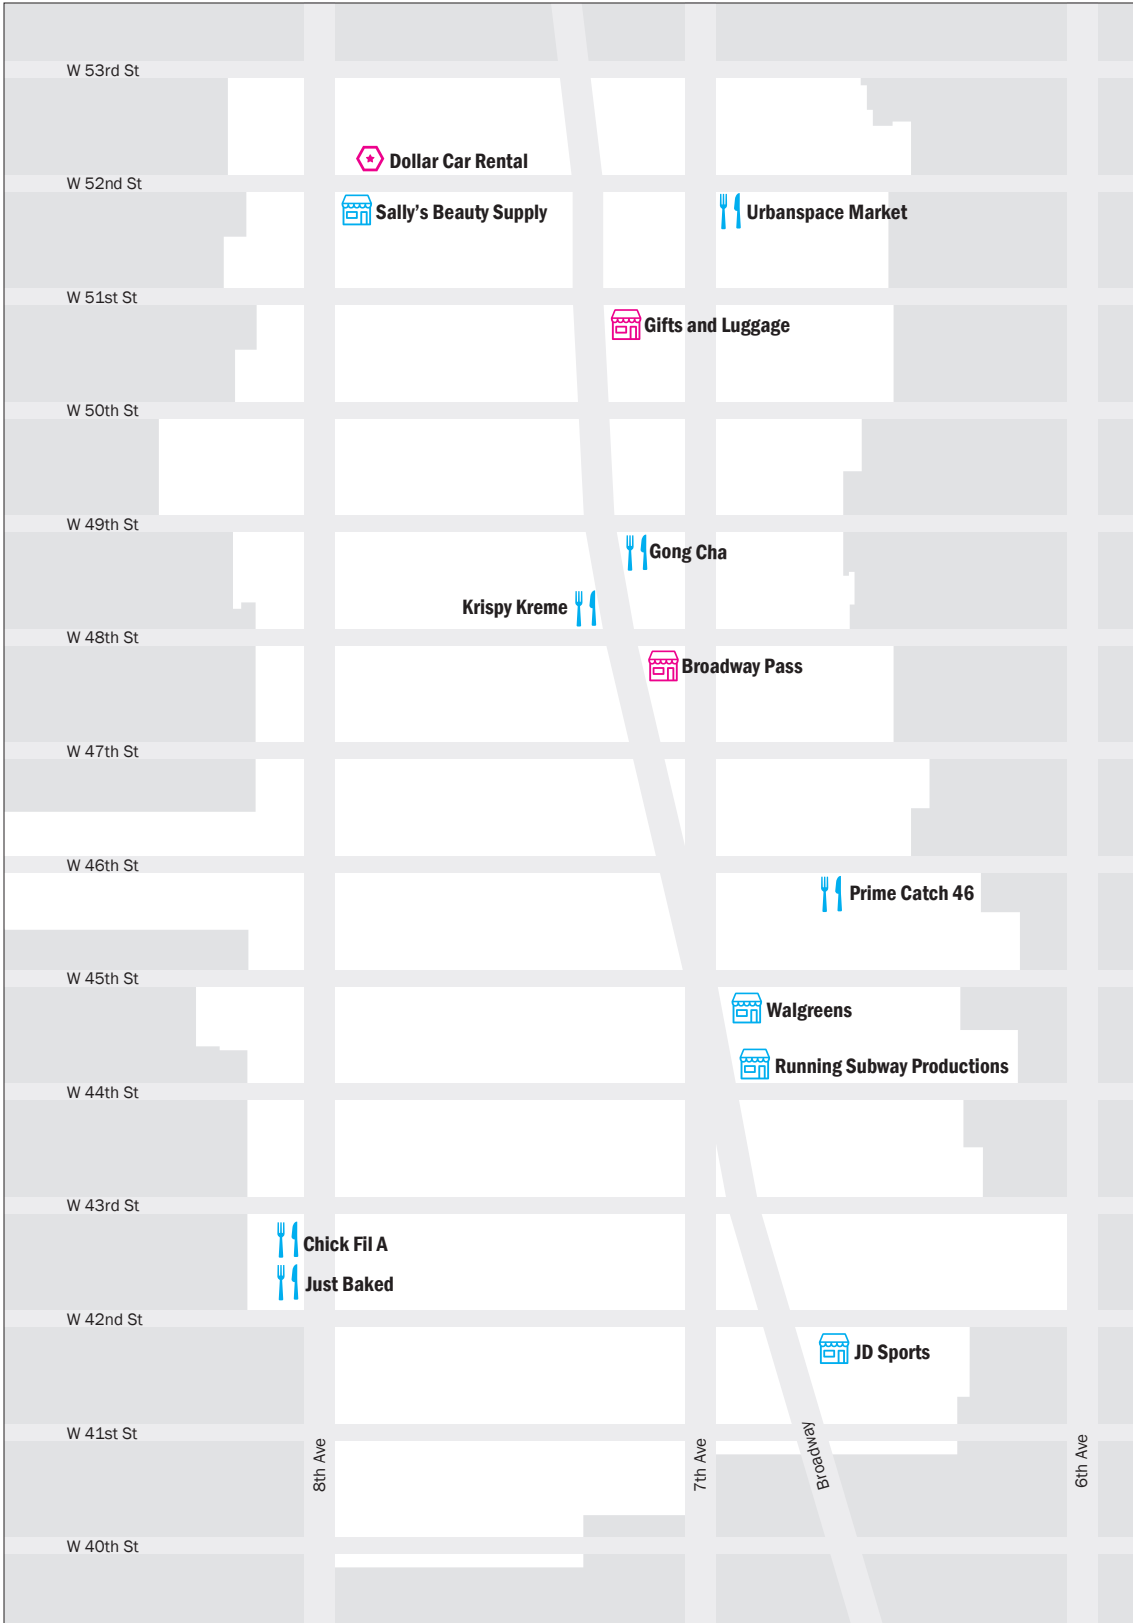 W 53rd St
Dollar Car Rental
W 52nd St
Sally's Beauty Supply
Urbanspace Market
W 51st St
Gifts and Luggage
W 50th St
W 49th St
Gong Cha
Krispy Kreme
W 48th St
Broadway Pass
W 47th St
W 46th St
Prime Catch 46
W 45th St
Walgreens
Running Subway Productions
W 44th St
W 43rd St
Chick Fil A
Just Baked
W 42nd St
JD Sports
W 41st St
8th Ave
7th Ave
Broadway
6th Ave
W 40th St